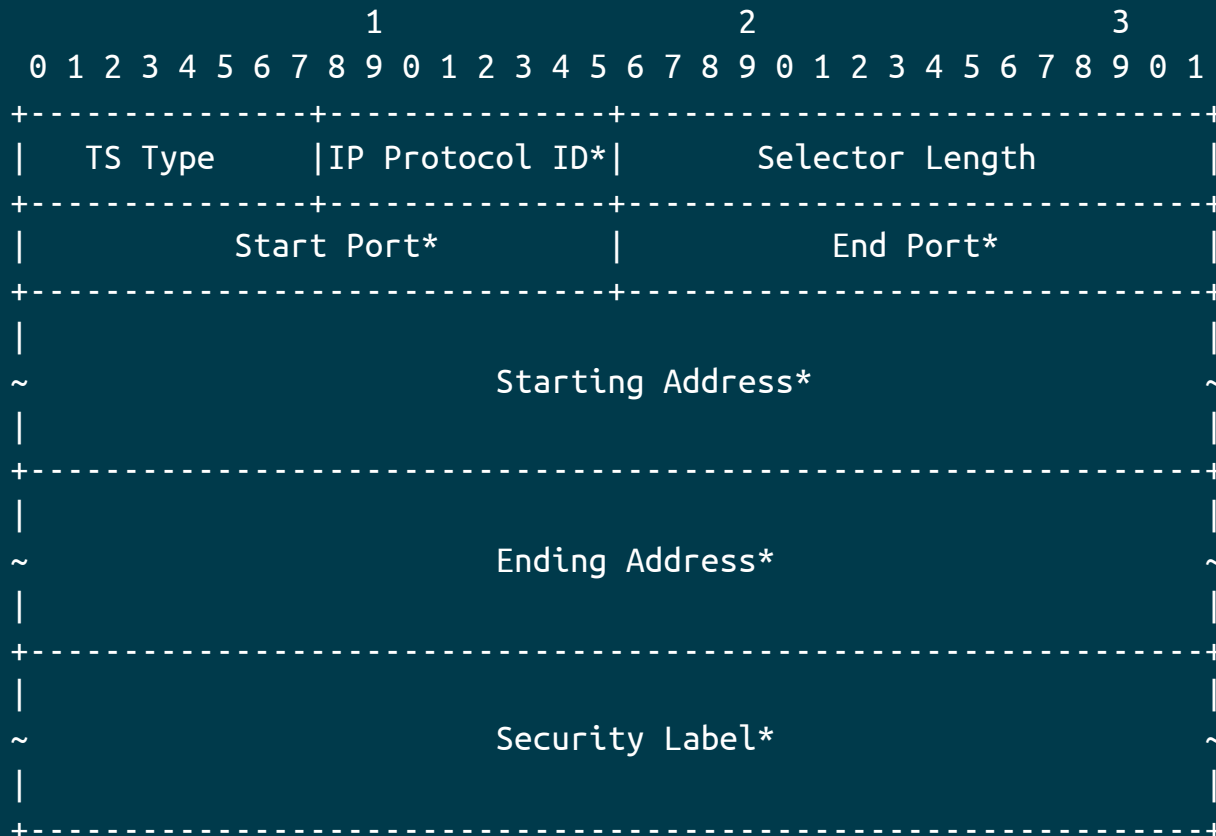 1                   2                   3
 0 1 2 3 4 5 6 7 8 9 0 1 2 3 4 5 6 7 8 9 0 1 2 3 4 5 6 7 8 9 0 1
+---------------+---------------+-------------------------------+
|   TS Type     |IP Protocol ID*|       Selector Length         |
+---------------+---------------+-------------------------------+
|           Start Port*         |           End Port*           |
+-------------------------------+-------------------------------+
|                                                               |
~                         Starting Address*                     ~
|                                                               |
+---------------------------------------------------------------+
|                                                               |
~                         Ending Address*                       ~
|                                                               |
+---------------------------------------------------------------+
|                                                               |
~                         Security Label*                       ~
|                                                               |
+---------------------------------------------------------------+